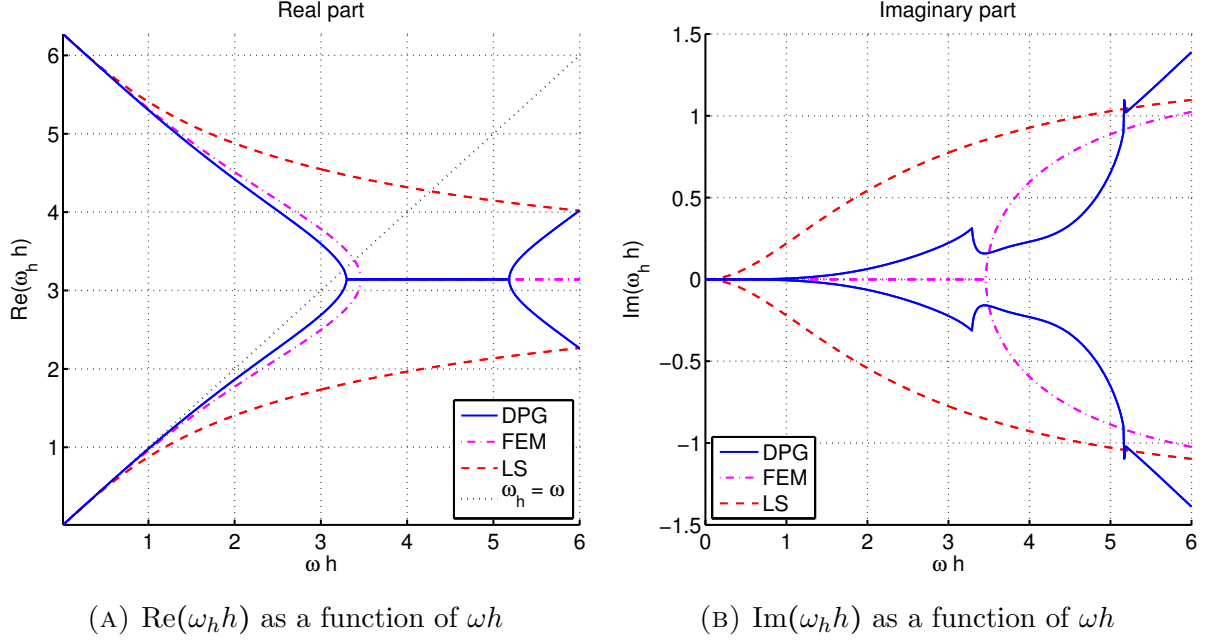 Real part
6
5
4
3
2
1
Re(ω_h h)
DPG
FEM
LS
ω_h = ω
1 2 3 4 5 6
ω h
(A) Re(ω_h h) as a function of ωh
Imaginary part
1.5
1
0.5
0
−0.5
−1
−1.5
Im(ω_h h)
DPG
FEM
LS
0 1 2 3 4 5 6
ω h
(B) Im(ω_h h) as a function of ωh